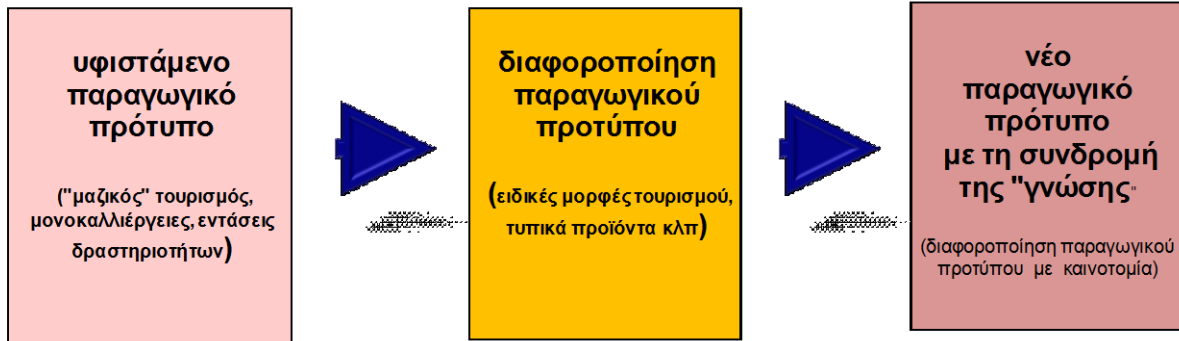 υφιστάμενο
παραγωγικό
πρότυπο
("μαζικός" τουρισμός,
μονοκαλλιέργειες, εντάσεις
δραστηριοτήτων)
διαφοροποίηση
παραγωγικού
προτύπου
(ειδικές μορφές τουρισμού,
τυπικά προϊόντα κλπ)
νέο
παραγωγικό
πρότυπο
με τη συνδρομή
της "γνώσης"
(διαφοροποίηση παραγωγικού
προτύπου με καινοτομία)